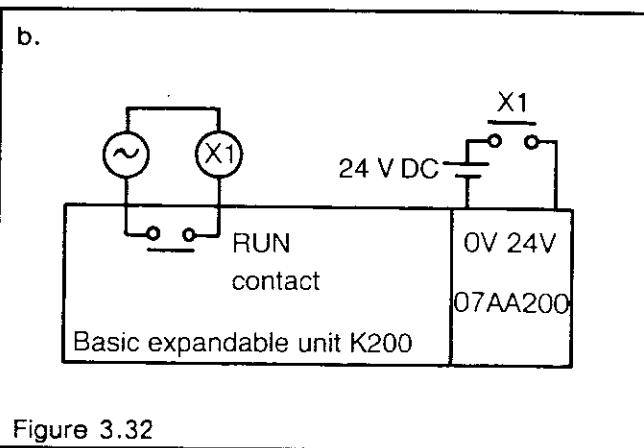 b.
X1
~ X1
24 V DC
RUN
contact
0V 24V
07AA200
Basic expandable unit K200
Figure 3.32